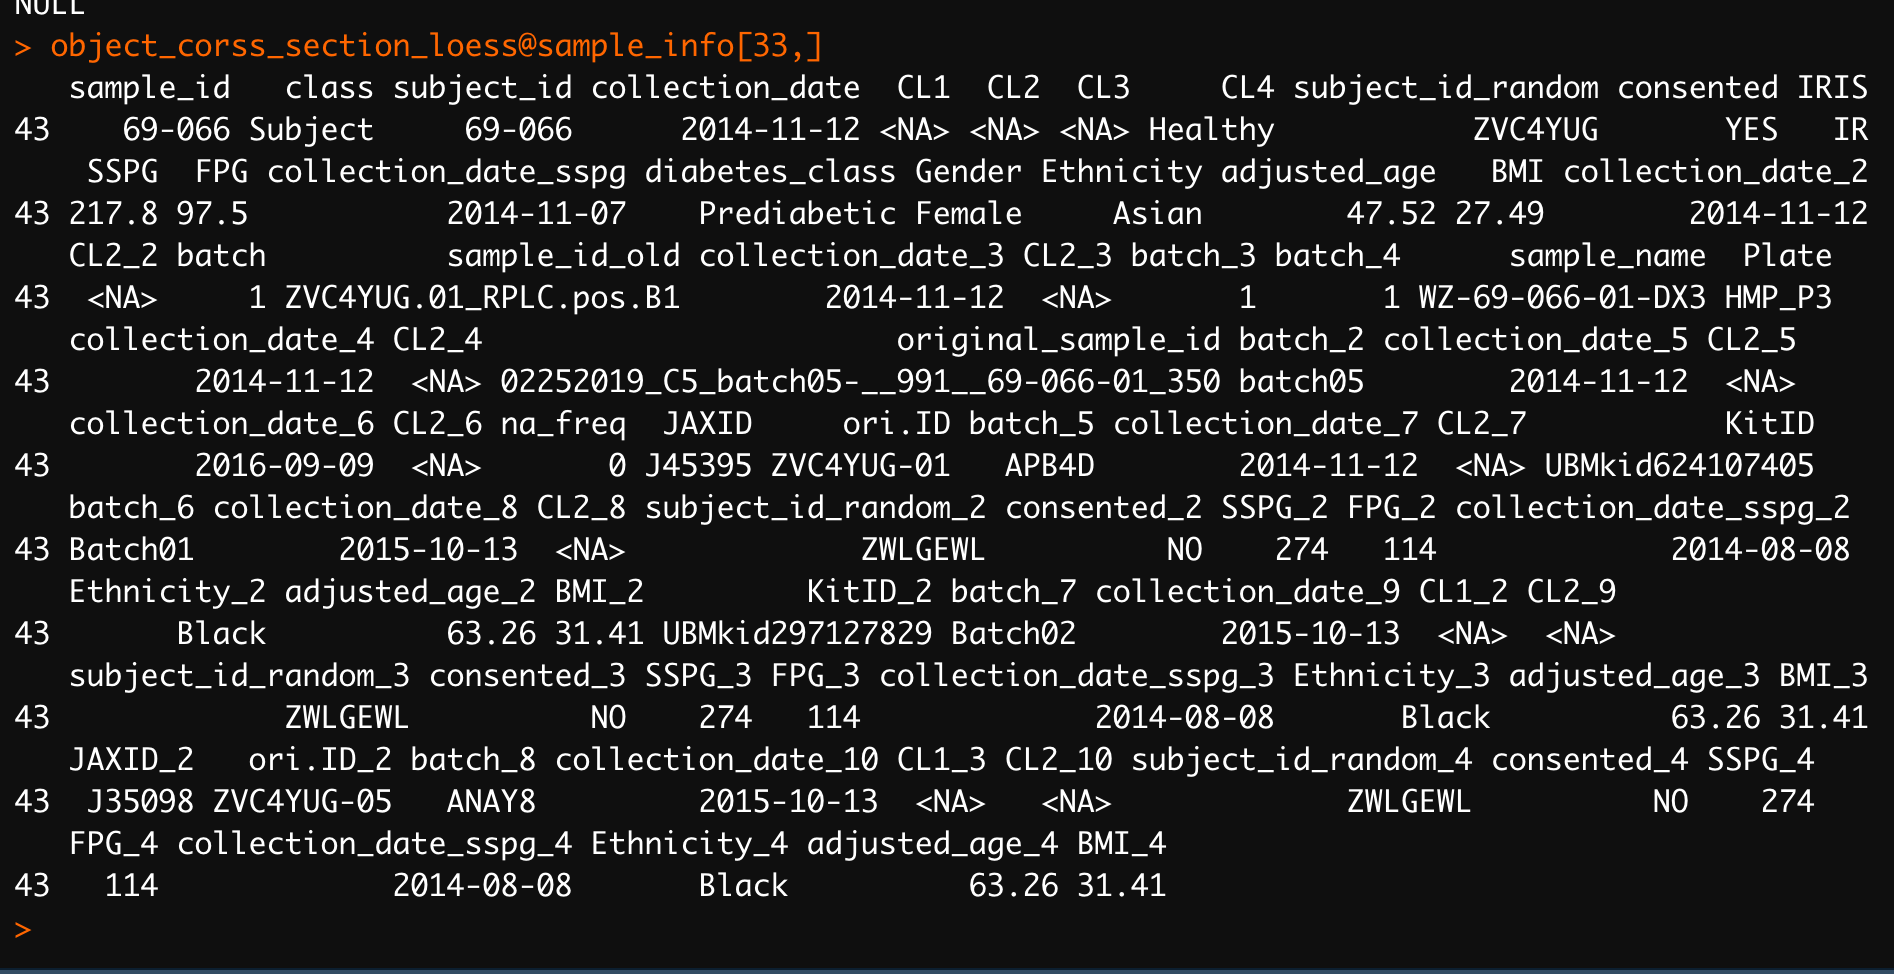 NULL
> object_corss_section_loess@sample_info[33,]
   sample_id   class subject_id collection_date  CL1  CL2  CL3     CL4 subject_id_random consented IRIS
43    69-066 Subject     69-066      2014-11-12 <NA> <NA> <NA> Healthy           ZVC4YUG       YES   IR
    SSPG  FPG collection_date_sspg diabetes_class Gender Ethnicity adjusted_age   BMI collection_date_2
43 217.8 97.5           2014-11-07    Prediabetic Female     Asian        47.52 27.49        2014-11-12
   CL2_2 batch          sample_id_old collection_date_3 CL2_3 batch_3 batch_4      sample_name  Plate
43  <NA>     1 ZVC4YUG.01_RPLC.pos.B1        2014-11-12  <NA>       1       1 WZ-69-066-01-DX3 HMP_P3
   collection_date_4 CL2_4                       original_sample_id batch_2 collection_date_5 CL2_5
43        2014-11-12  <NA> 02252019_C5_batch05-__991__69-066-01_350 batch05        2014-11-12  <NA>
   collection_date_6 CL2_6 na_freq  JAXID     ori.ID batch_5 collection_date_7 CL2_7           KitID
43        2016-09-09  <NA>       0 J45395 ZVC4YUG-01   APB4D        2014-11-12  <NA> UBMkid624107405
   batch_6 collection_date_8 CL2_8 subject_id_random_2 consented_2 SSPG_2 FPG_2 collection_date_sspg_2
43 Batch01        2015-10-13  <NA>             ZWLGEWL          NO    274   114             2014-08-08
   Ethnicity_2 adjusted_age_2 BMI_2         KitID_2 batch_7 collection_date_9 CL1_2 CL2_9
43       Black          63.26 31.41 UBMkid297127829 Batch02        2015-10-13  <NA>  <NA>
   subject_id_random_3 consented_3 SSPG_3 FPG_3 collection_date_sspg_3 Ethnicity_3 adjusted_age_3 BMI_3
43             ZWLGEWL          NO    274   114             2014-08-08       Black          63.26 31.41
   JAXID_2   ori.ID_2 batch_8 collection_date_10 CL1_3 CL2_10 subject_id_random_4 consented_4 SSPG_4
43  J35098 ZVC4YUG-05   ANAY8         2015-10-13  <NA>   <NA>             ZWLGEWL          NO    274
   FPG_4 collection_date_sspg_4 Ethnicity_4 adjusted_age_4 BMI_4
43   114             2014-08-08       Black          63.26 31.41
>